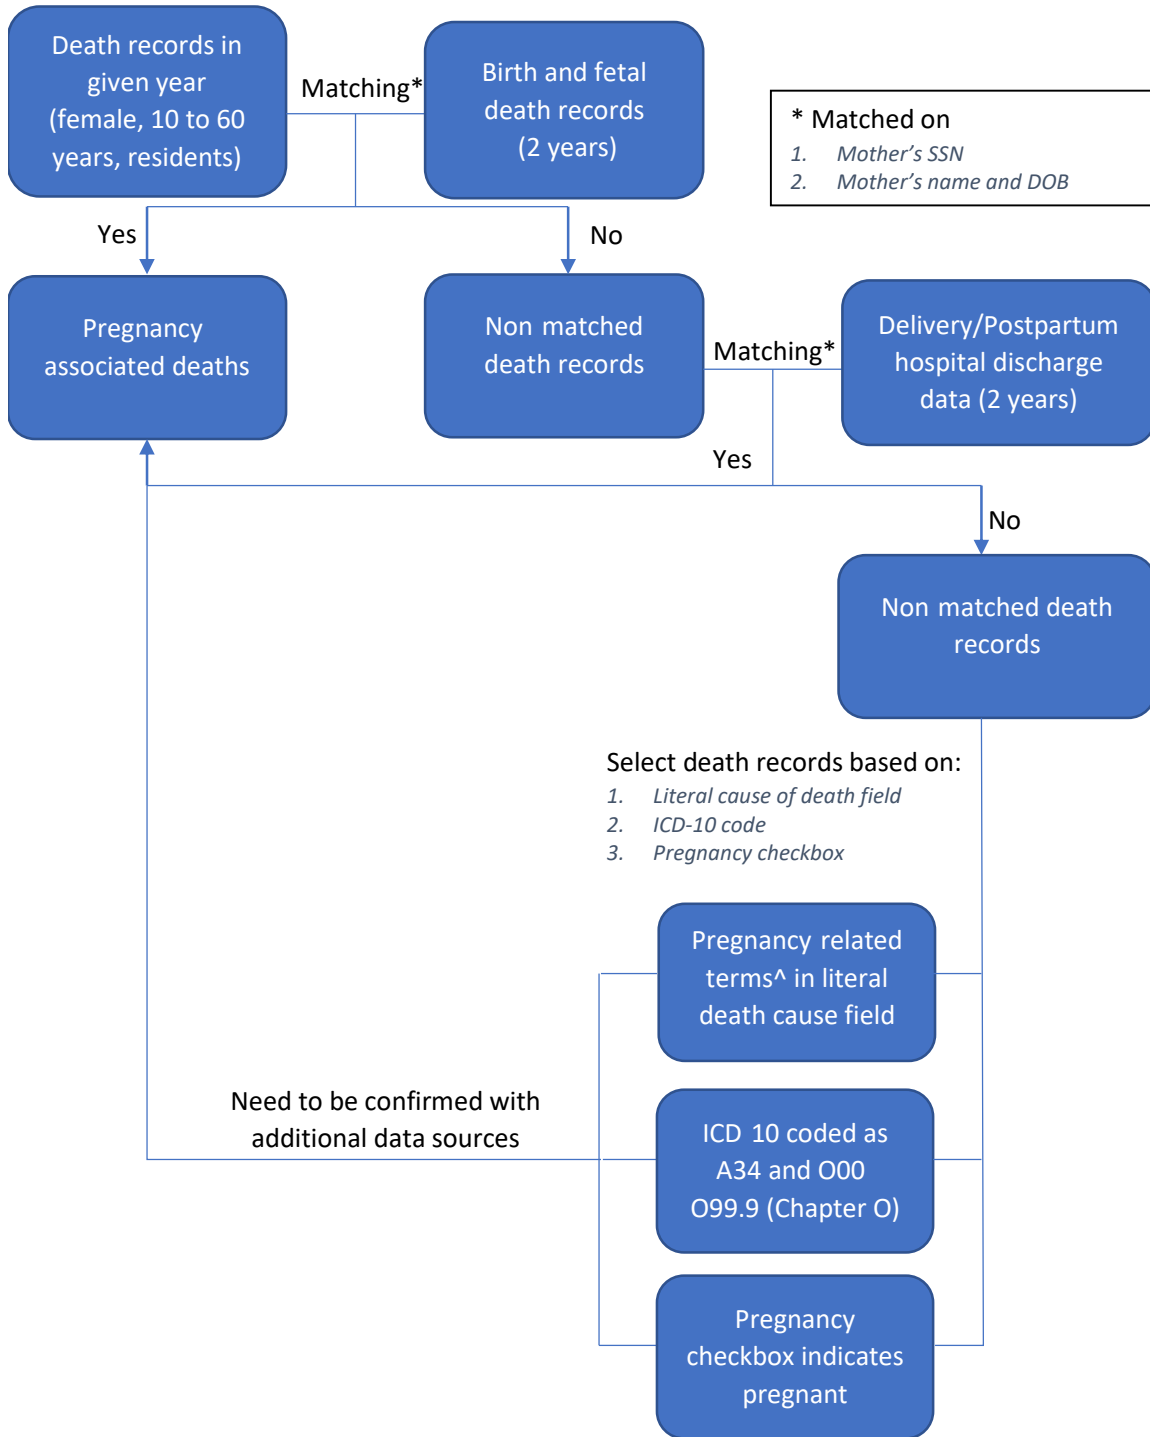 Death records in
given year
(female, 10 to 60
years, residents)
Matching*
Birth and fetal
death records
(2 years)
* Matched on
1. Mother's SSN
2. Mother's name and DOB
Yes
No
Pregnancy
associated deaths
Non matched
death records
Matching*
Delivery/Postpartum
hospital discharge
data (2 years)
Yes
No
Non matched death
records
Select death records based on:
1. Literal cause of death field
2. ICD-10 code
3. Pregnancy checkbox
Pregnancy related
terms^ in literal
death cause field
Need to be confirmed with
additional data sources
ICD 10 coded as
A34 and O00
O99.9 (Chapter O)
Pregnancy
checkbox indicates
pregnant